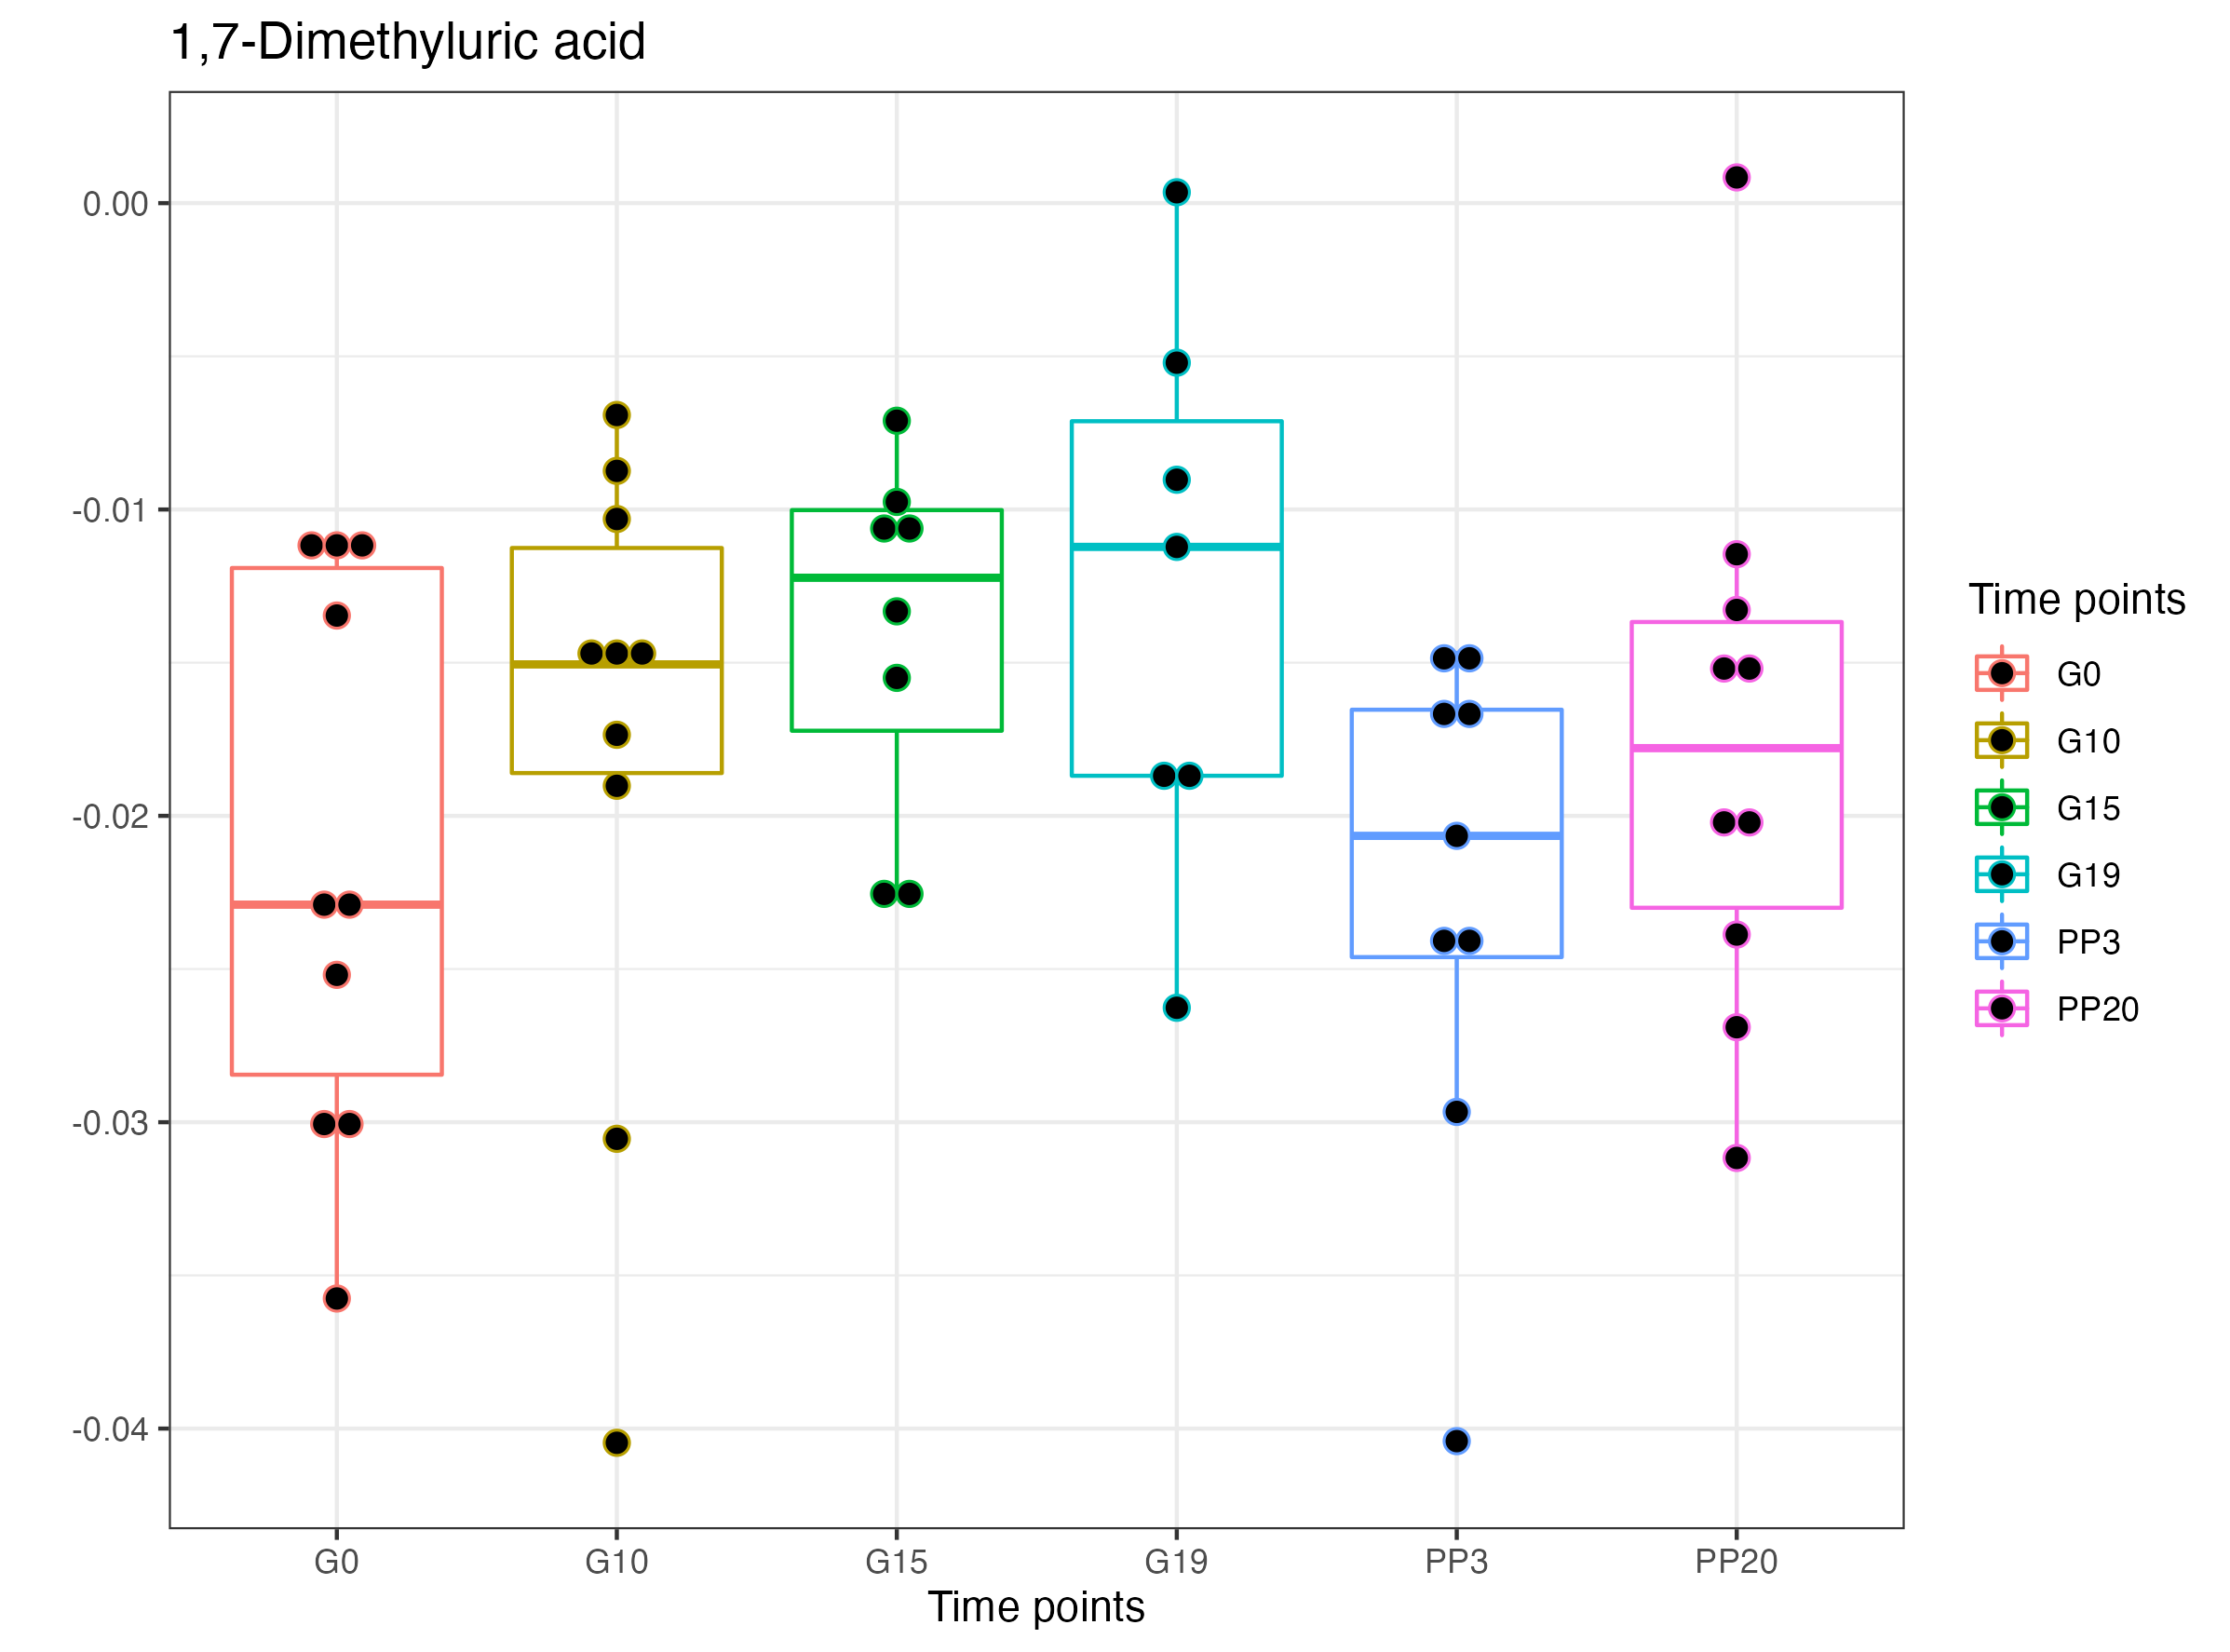 1,7-Dimethyluric acid
0.00
-0.01
-0.02
-0.03
-0.04
G0 G10 G15 G19 PP3 PP20
Time points
Time points
G0
G10
G15
G19
PP3
PP20